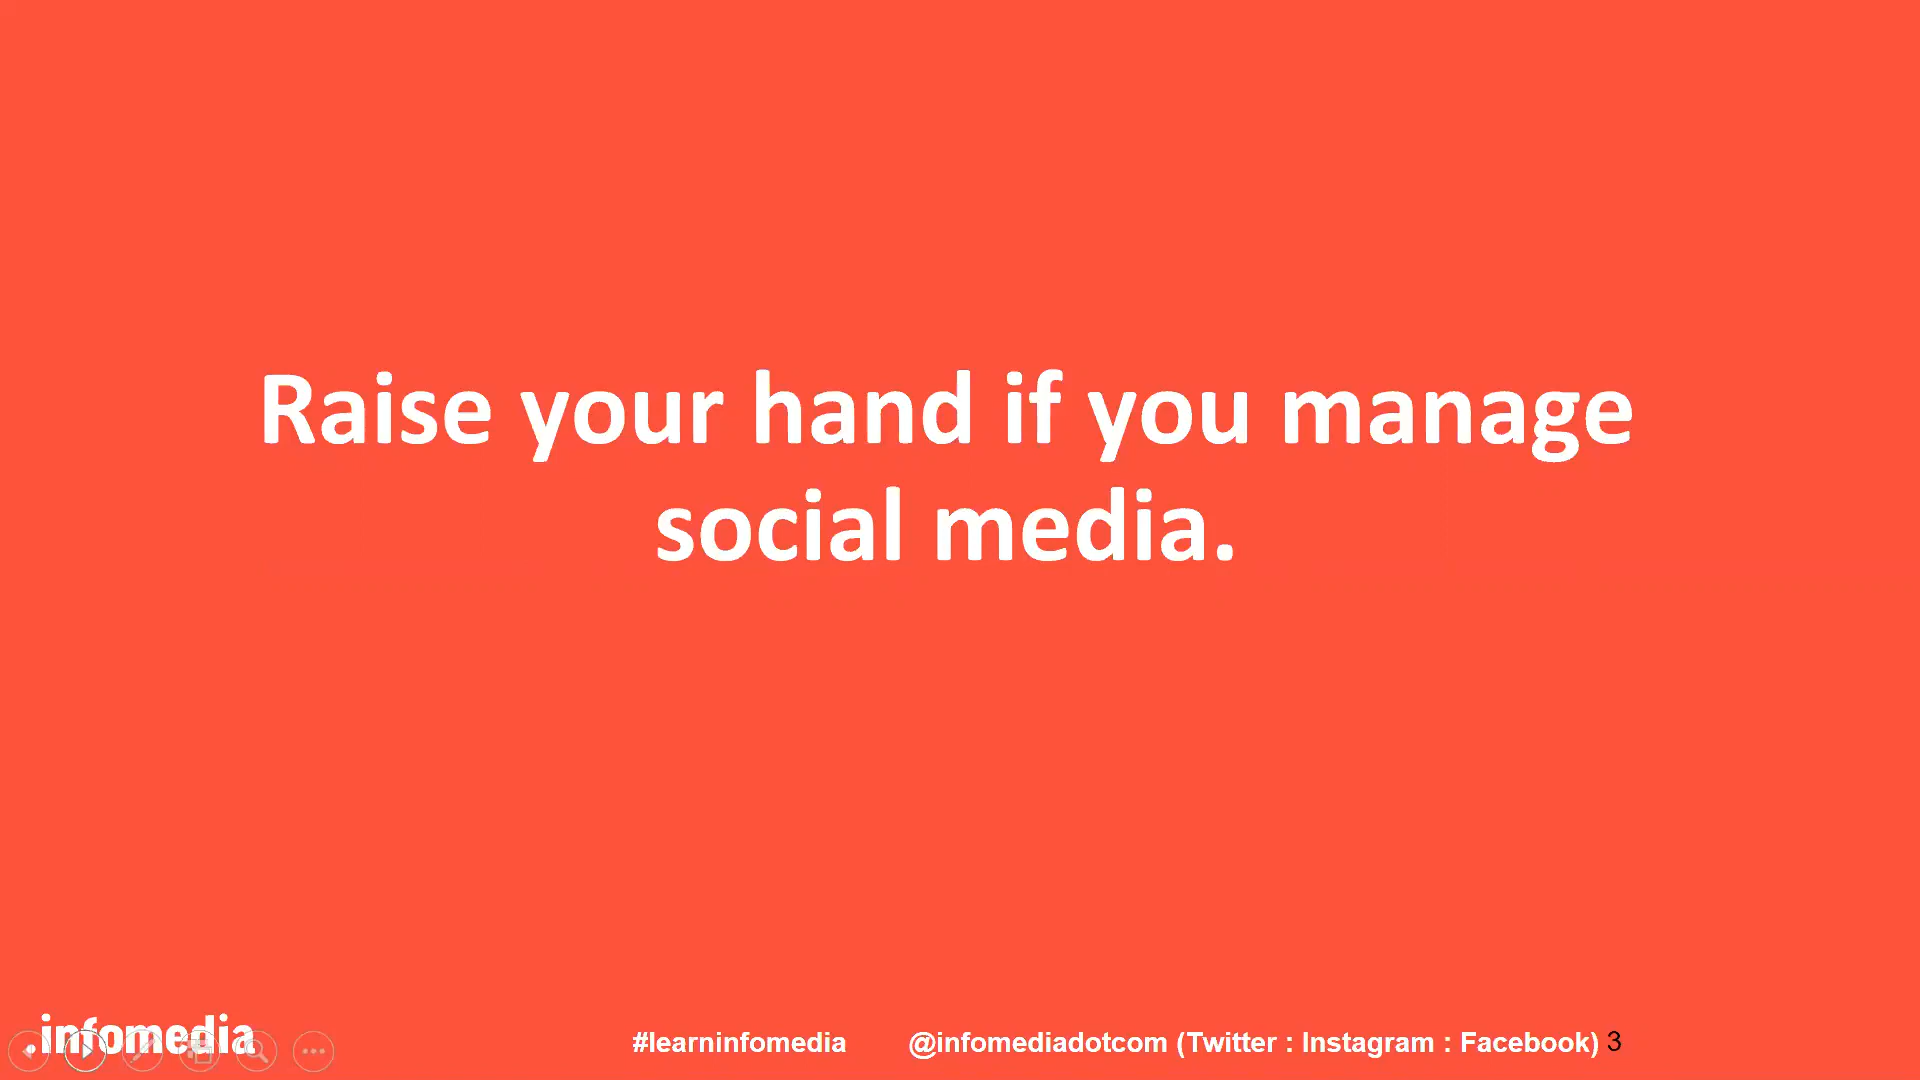 Raise your hand if you manage
social media.
.infomedia
#learninfomedia @infomediadotcom (Twitter : Instagram : Facebook) 3